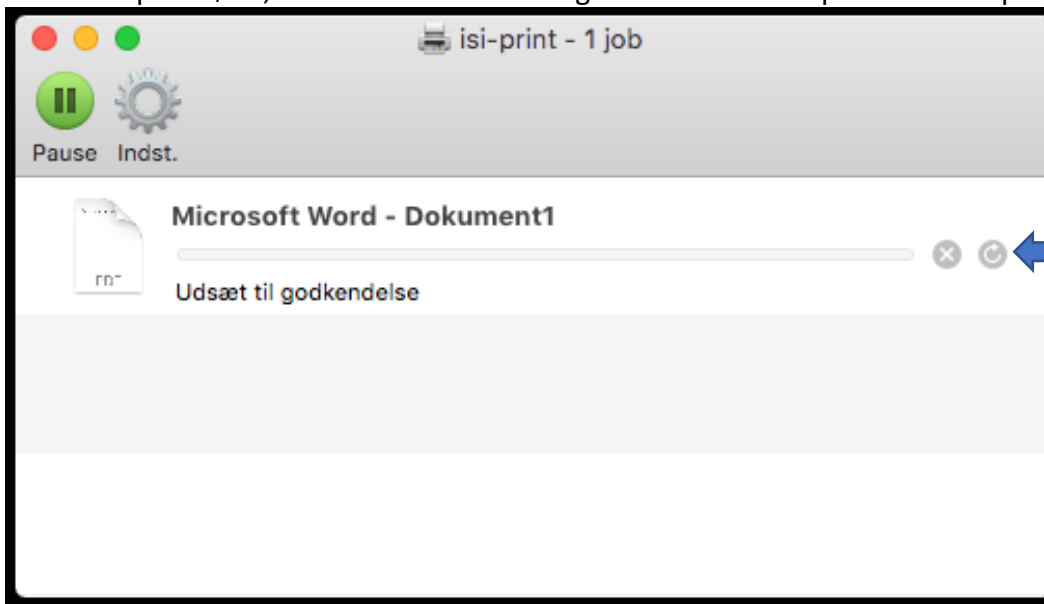 isi-print - 1 job
Pause Indst.
Microsoft Word - Dokument1
Udsæt til godkendelse